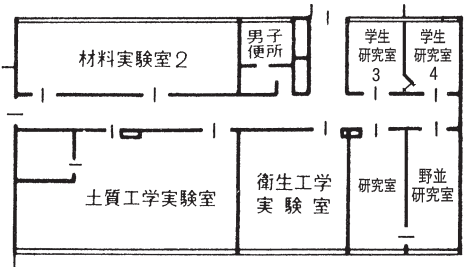 材料実験室2
男子
便所
学生
研究室
3
学生
研究室
4
土質工学実験室
衛生工学
実験室
研究室
野並
研究室